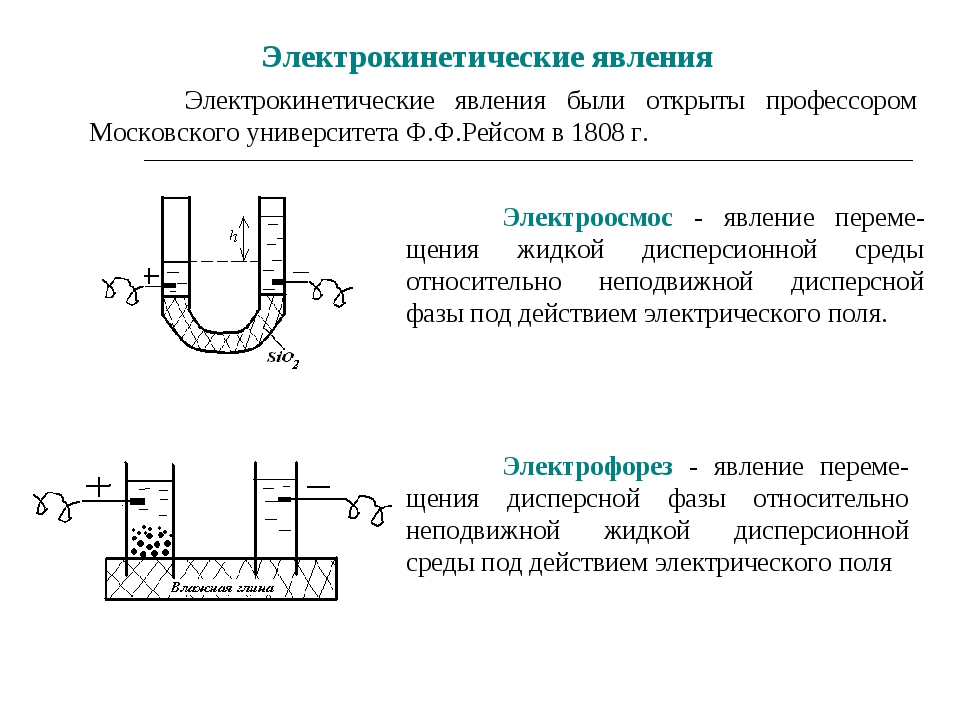 Электрокинетические явления
Электрокинетические явления были открыты профессором
Московского университета Ф.Ф.Рейсом в 1808 г.
Электроосмос - явление переме-
щения жидкой дисперсионной среды
относительно неподвижной дисперсной
фазы под действием электрического поля.
h
+
−
sio2
Электрофорез - явление переме-
щения дисперсной фазы относительно
неподвижной жидкой дисперсионной
среды под действием электрического поля
+
−
Влажная глина